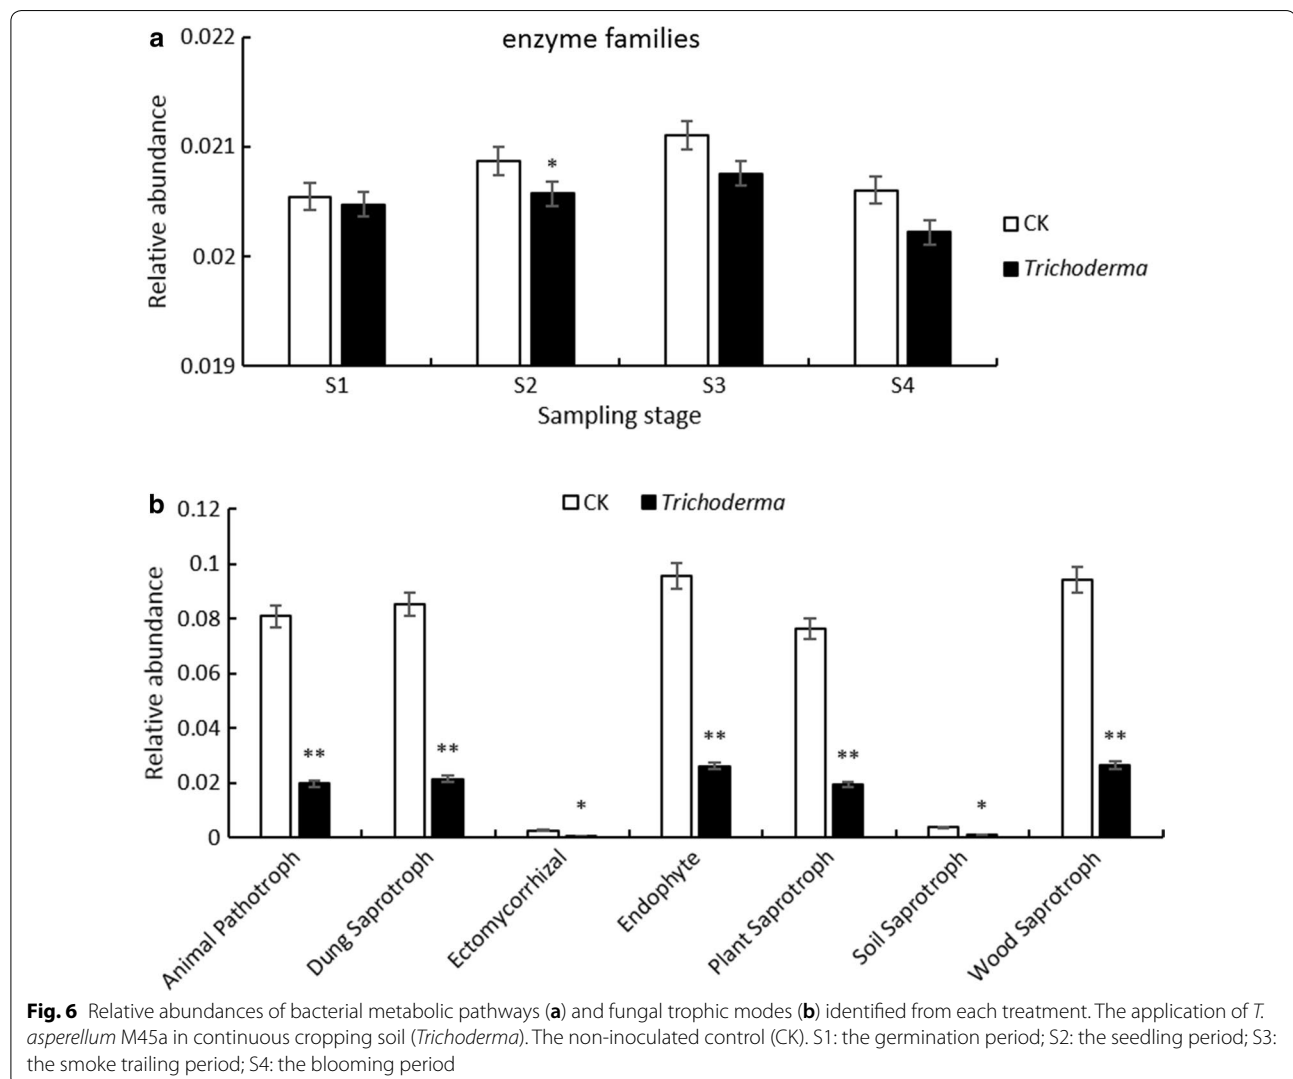 a
enzyme families
0.022
0.021
0.02
0.019
Relative abundance
*
CK
Trichoderma
S1 S2 S3 S4
Sampling stage
b
CK Trichoderma
0.12
0.1
0.08
0.06
0.04
0.02
0
Relative abundance
** ** * ** ** * **
Animal Pathotroph
Dung Saprotroph
Ectomycorrhizal
Endophyte
Plant Saprotroph
Soil Saprotroph
Wood Saprotroph
Fig. 6 Relative abundances of bacterial metabolic pathways (a) and fungal trophic modes (b) identified from each treatment. The application of T.
asperellum M45a in continuous cropping soil (Trichoderma). The non-inoculated control (CK). S1: the germination period; S2: the seedling period; S3:
the smoke trailing period; S4: the blooming period